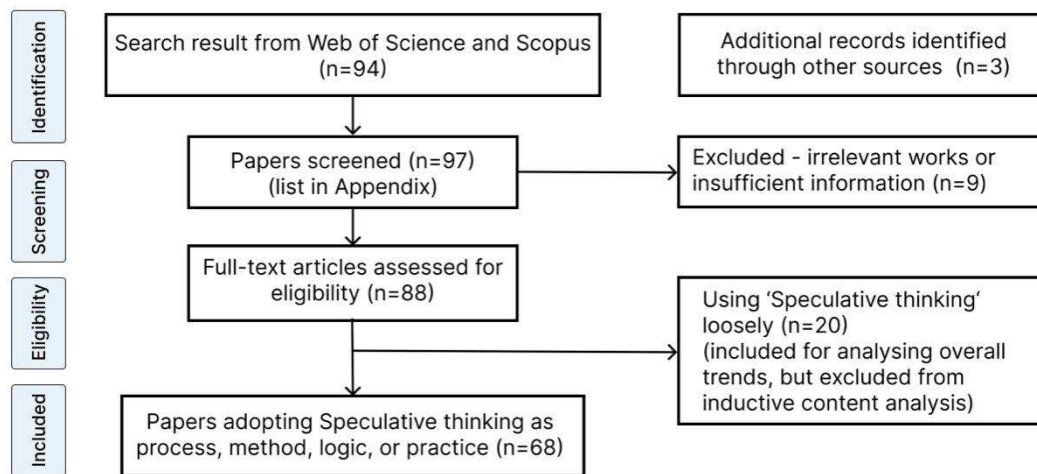 Identification
Search result from Web of Science and Scopus
(n=94)
Additional records identified
through other sources (n=3)
Screening
Papers screened (n=97)
(list in Appendix)
Excluded - irrelevant works or
insufficient information (n=9)
Eligibility
Full-text articles assessed for
eligibility (n=88)
Using ‘Speculative thinking‘
loosely (n=20)
(included for analysing overall
trends, but excluded from
inductive content analysis)
Included
Papers adopting Speculative thinking as
process, method, logic, or practice (n=68)